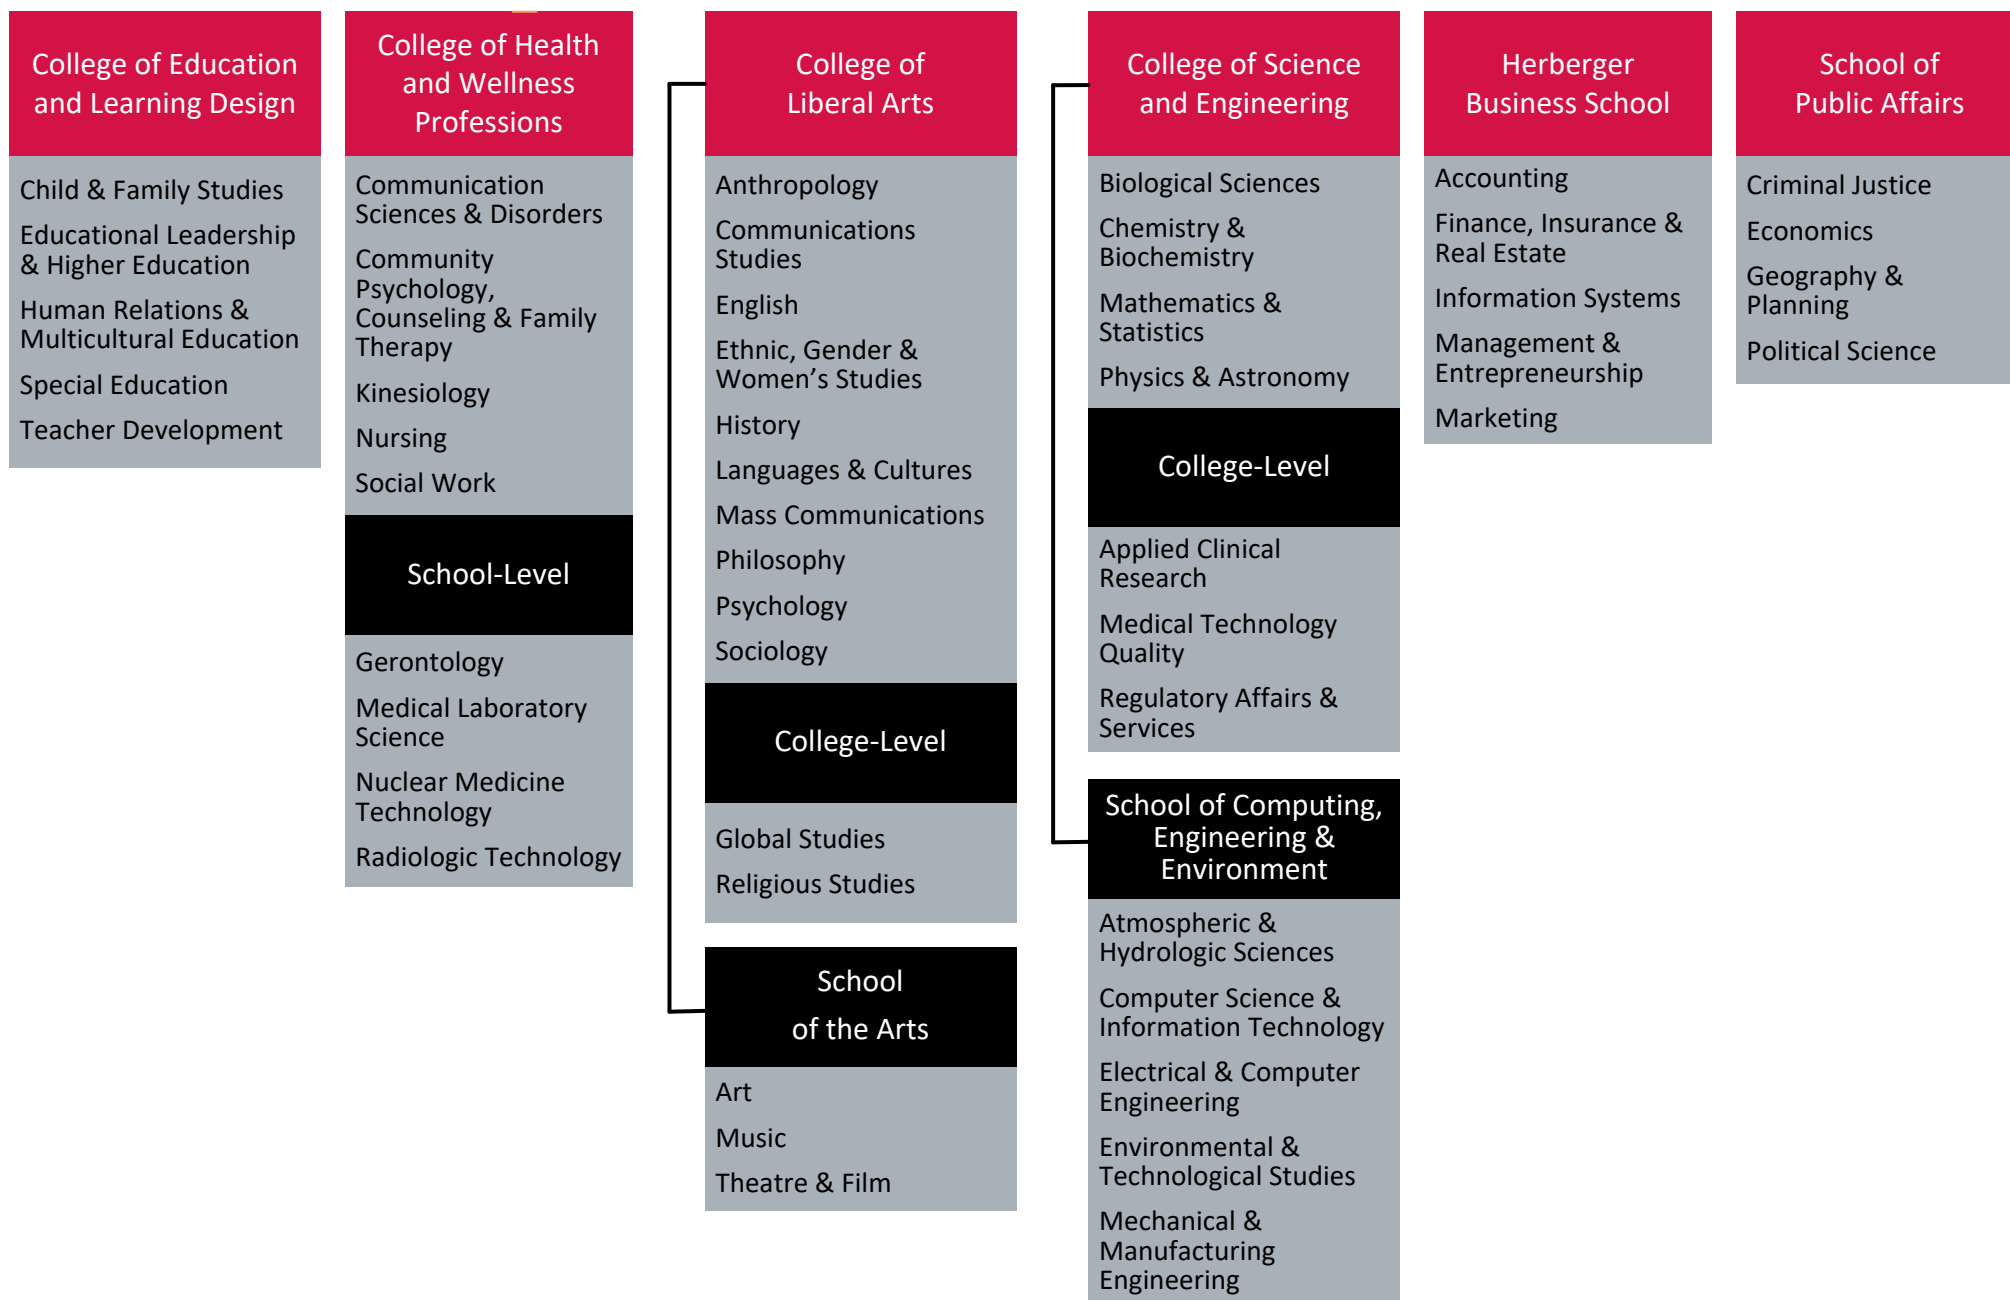 College of Education
and Learning Design
Child & Family Studies
Educational Leadership
& Higher Education
Human Relations &
Multicultural Education
Special Education
Teacher Development
College of Health
and Wellness
Professions
Communication
Sciences & Disorders
Community
Psychology,
Counseling & Family
Therapy
Kinesiology
Nursing
Social Work
School-Level
Gerontology
Medical Laboratory
Science
Nuclear Medicine
Technology
Radiologic Technology
College of
Liberal Arts
Anthropology
Communications
Studies
English
Ethnic, Gender &
Women’s Studies
History
Languages & Cultures
Mass Communications
Philosophy
Psychology
Sociology
College-Level
Global Studies
Religious Studies
School
of the Arts
Art
Music
Theatre & Film
College of Science
and Engineering
Biological Sciences
Chemistry &
Biochemistry
Mathematics &
Statistics
Physics & Astronomy
College-Level
Applied Clinical
Research
Medical Technology
Quality
Regulatory Affairs &
Services
School of Computing,
Engineering &
Environment
Atmospheric &
Hydrologic Sciences
Computer Science &
Information Technology
Electrical & Computer
Engineering
Environmental &
Technological Studies
Mechanical &
Manufacturing
Engineering
Herberger
Business School
Accounting
Finance, Insurance &
Real Estate
Information Systems
Management &
Entrepreneurship
Marketing
School of
Public Affairs
Criminal Justice
Economics
Geography &
Planning
Political Science